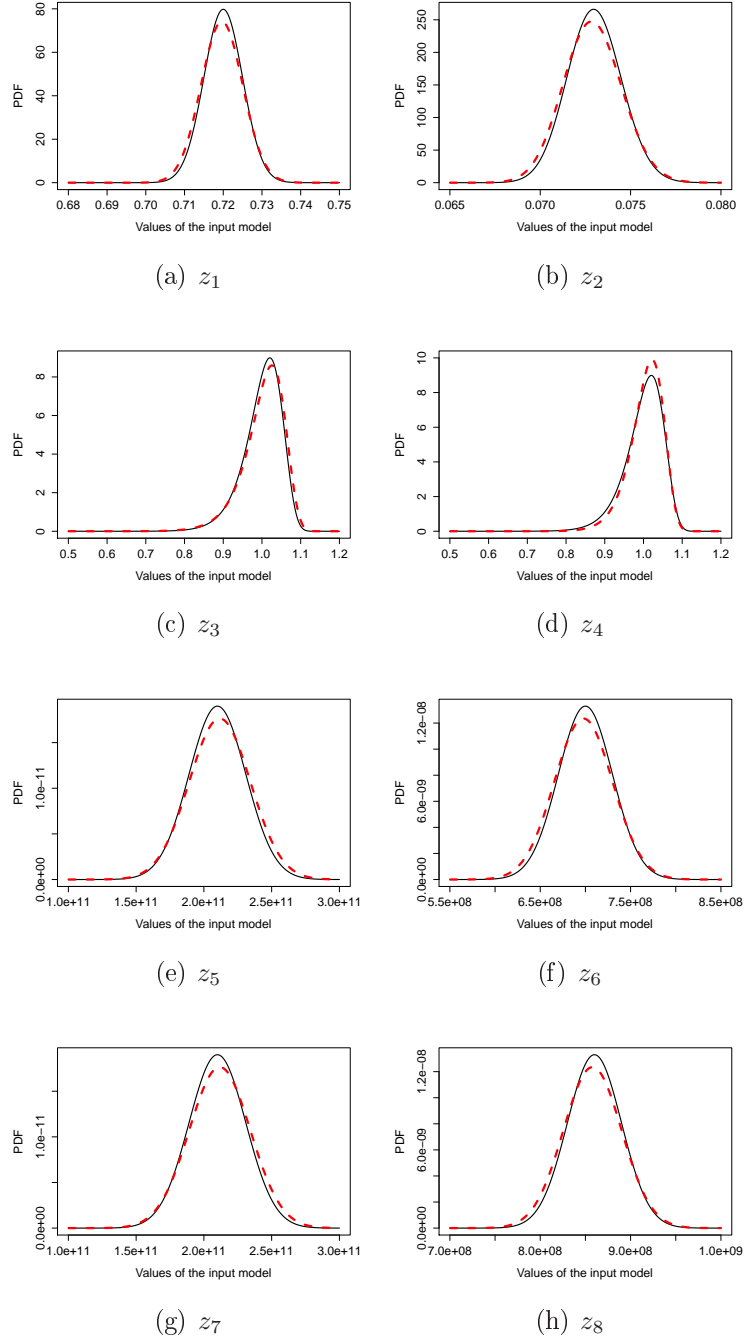 PDF
80
60
40
20
0
0.68 0.69 0.70 0.71 0.72 0.73 0.74 0.75
Values of the input model
(a) z1
PDF
250
200
150
100
50
0
0.065 0.070 0.075 0.080
Values of the input model
(b) z2
PDF
8
6
4
2
0
0.5 0.6 0.7 0.8 0.9 1.0 1.1 1.2
Values of the input model
(c) z3
PDF
10
8
6
4
2
0
0.5 0.6 0.7 0.8 0.9 1.0 1.1 1.2
Values of the input model
(d) z4
PDF
1.0e−11
0.0e+00
1.0e+11 1.5e+11 2.0e+11 2.5e+11 3.0e+11
Values of the input model
(e) z5
PDF
1.2e−08
6.0e−09
0.0e+00
5.5e+08 6.5e+08 7.5e+08 8.5e+08
Values of the input model
(f) z6
PDF
1.0e−11
0.0e+00
1.0e+11 1.5e+11 2.0e+11 2.5e+11 3.0e+11
Values of the input model
(g) z7
PDF
1.2e−08
6.0e−09
0.0e+00
7.0e+08 8.0e+08 9.0e+08 1.0e+09
Values of the input model
(h) z8